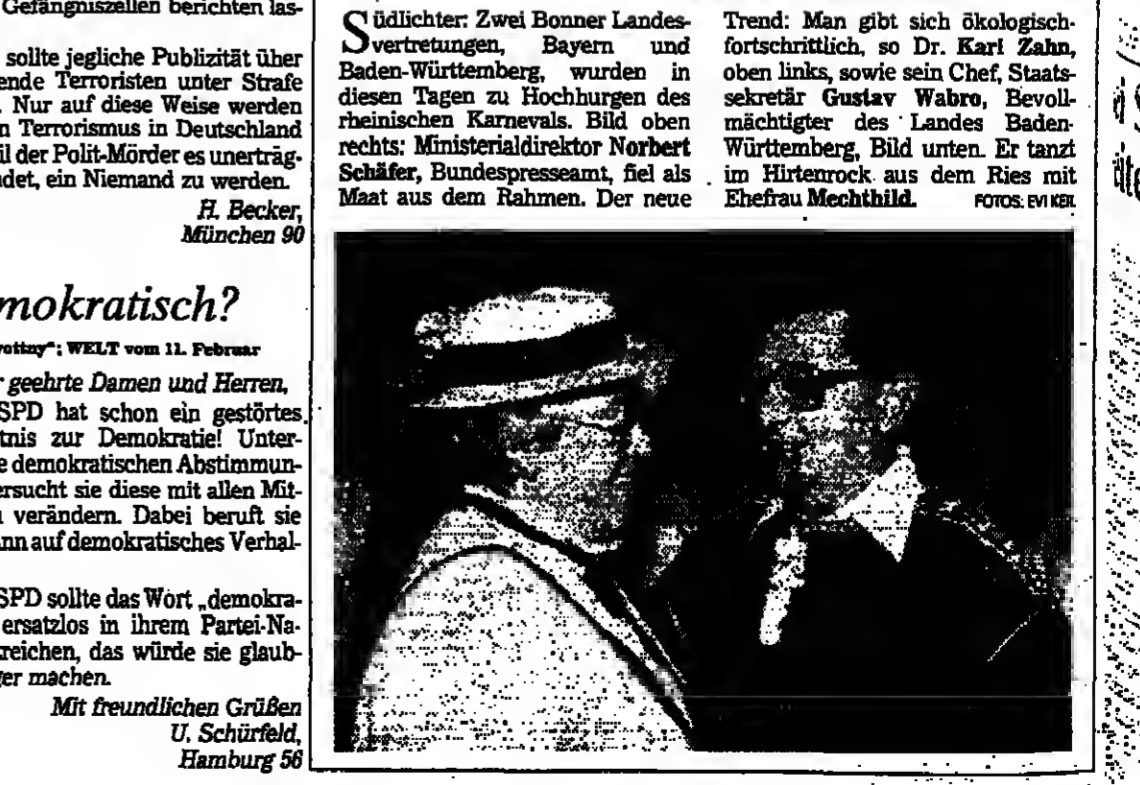 Gefängniszellen berichten las-
sollte jegliche Publizität über
ende Terroristen unter Strafe
. Nur auf diese Weise werden
n Terrorismus in Deutschland
il der Polit-Mörder es unerträg-
det, ein Niemand zu werden.
H. Becker,
München 90
mokratisch?
rottny“; WELT vom 11. Februar
r geehrte Damen und Herren,
SPD hat schon ein gestörtes
tnis zur Demokratie! Unter-
e demokratischen Abstimmun-
ersucht sie diese mit allen Mit-
u verändern. Dabei beruft sie
ann auf demokratisches Verhal-
SPD sollte das Wort „demokra-
ersatzlos in ihrem Partei-Na-
reichen, das würde sie glaub-
ger machen.
Mit freundlichen Grüßen
U. Schürfeld,
Hamburg 56
Südlichter: Zwei Bonner Landes-
vertretungen, Bayern und
Baden-Württemberg, wurden in
diesen Tagen zu Hochhurgen des
rheinischen Karnevals. Bild oben
rechts: Ministerialdirektor Norbert
Schäfer, Bundespresseamt, fiel als
Maat aus dem Rahmen. Der neue
Trend: Man gibt sich ökologisch-
fortschrittlich, so Dr. Karl Zahn,
oben links, sowie sein Chef, Staats-
sekretär Gustav Wabro, Bevoll-
mächtigter des Landes Baden-
Württemberg, Bild unten. Er tanzt
im Hirtenrock aus dem Ries mit
Ehefrau Mechthild. FOTOS: EVI KEIL